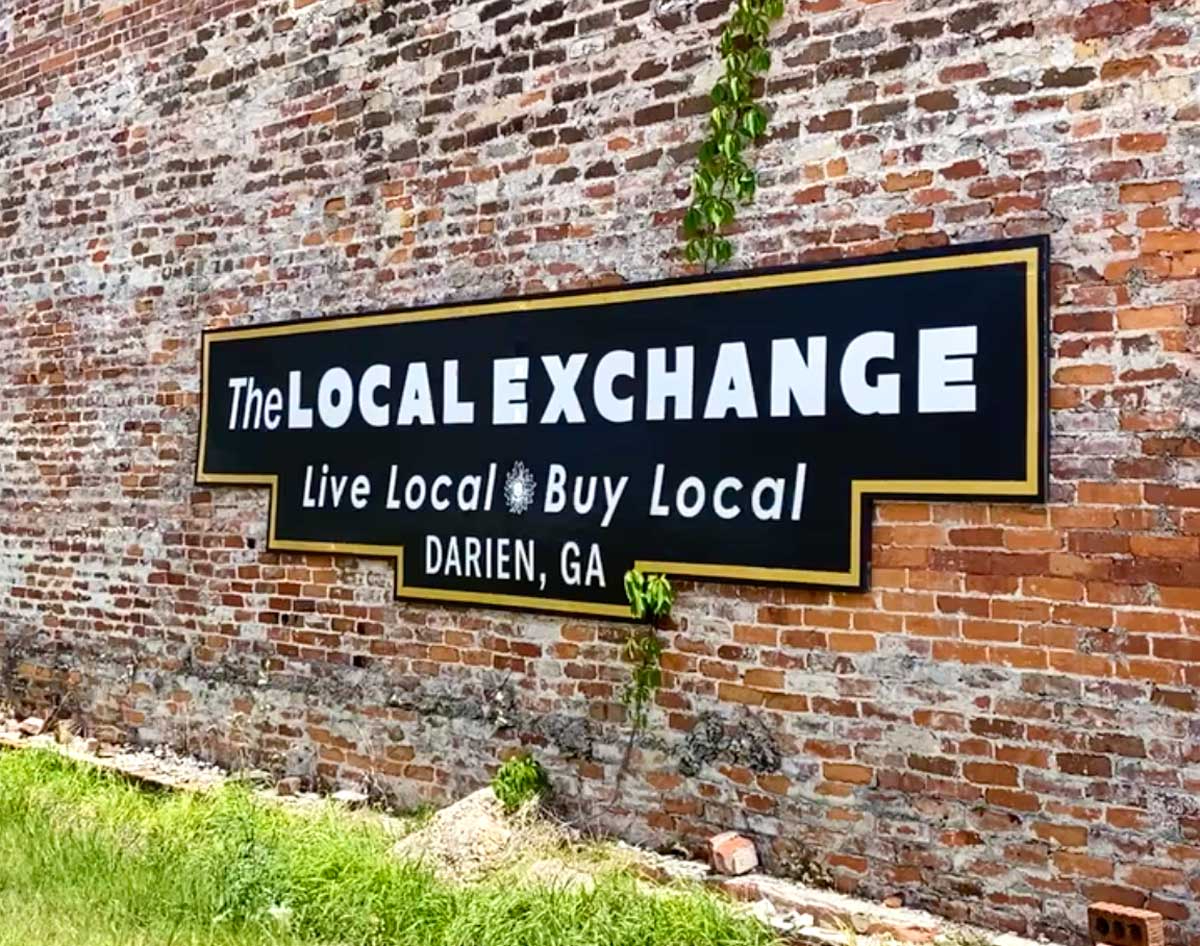 The LOCAL EXCHANGE
Live Local Buy Local
DARIEN, GA